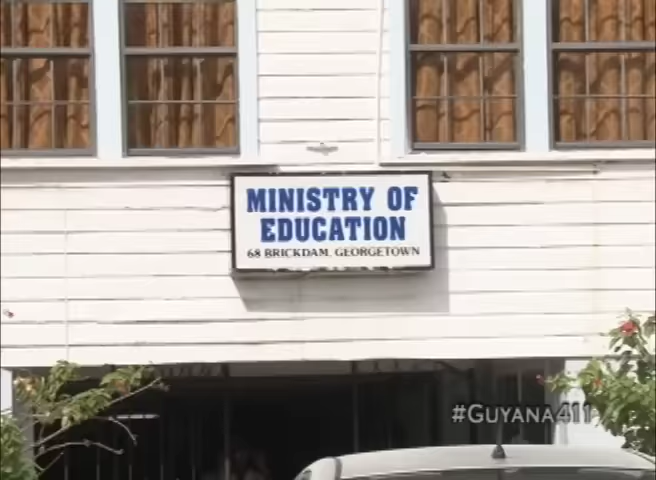 MINISTRY OF
EDUCATION
68 BRICKDAM, GEORGETOWN
#GUYANA411